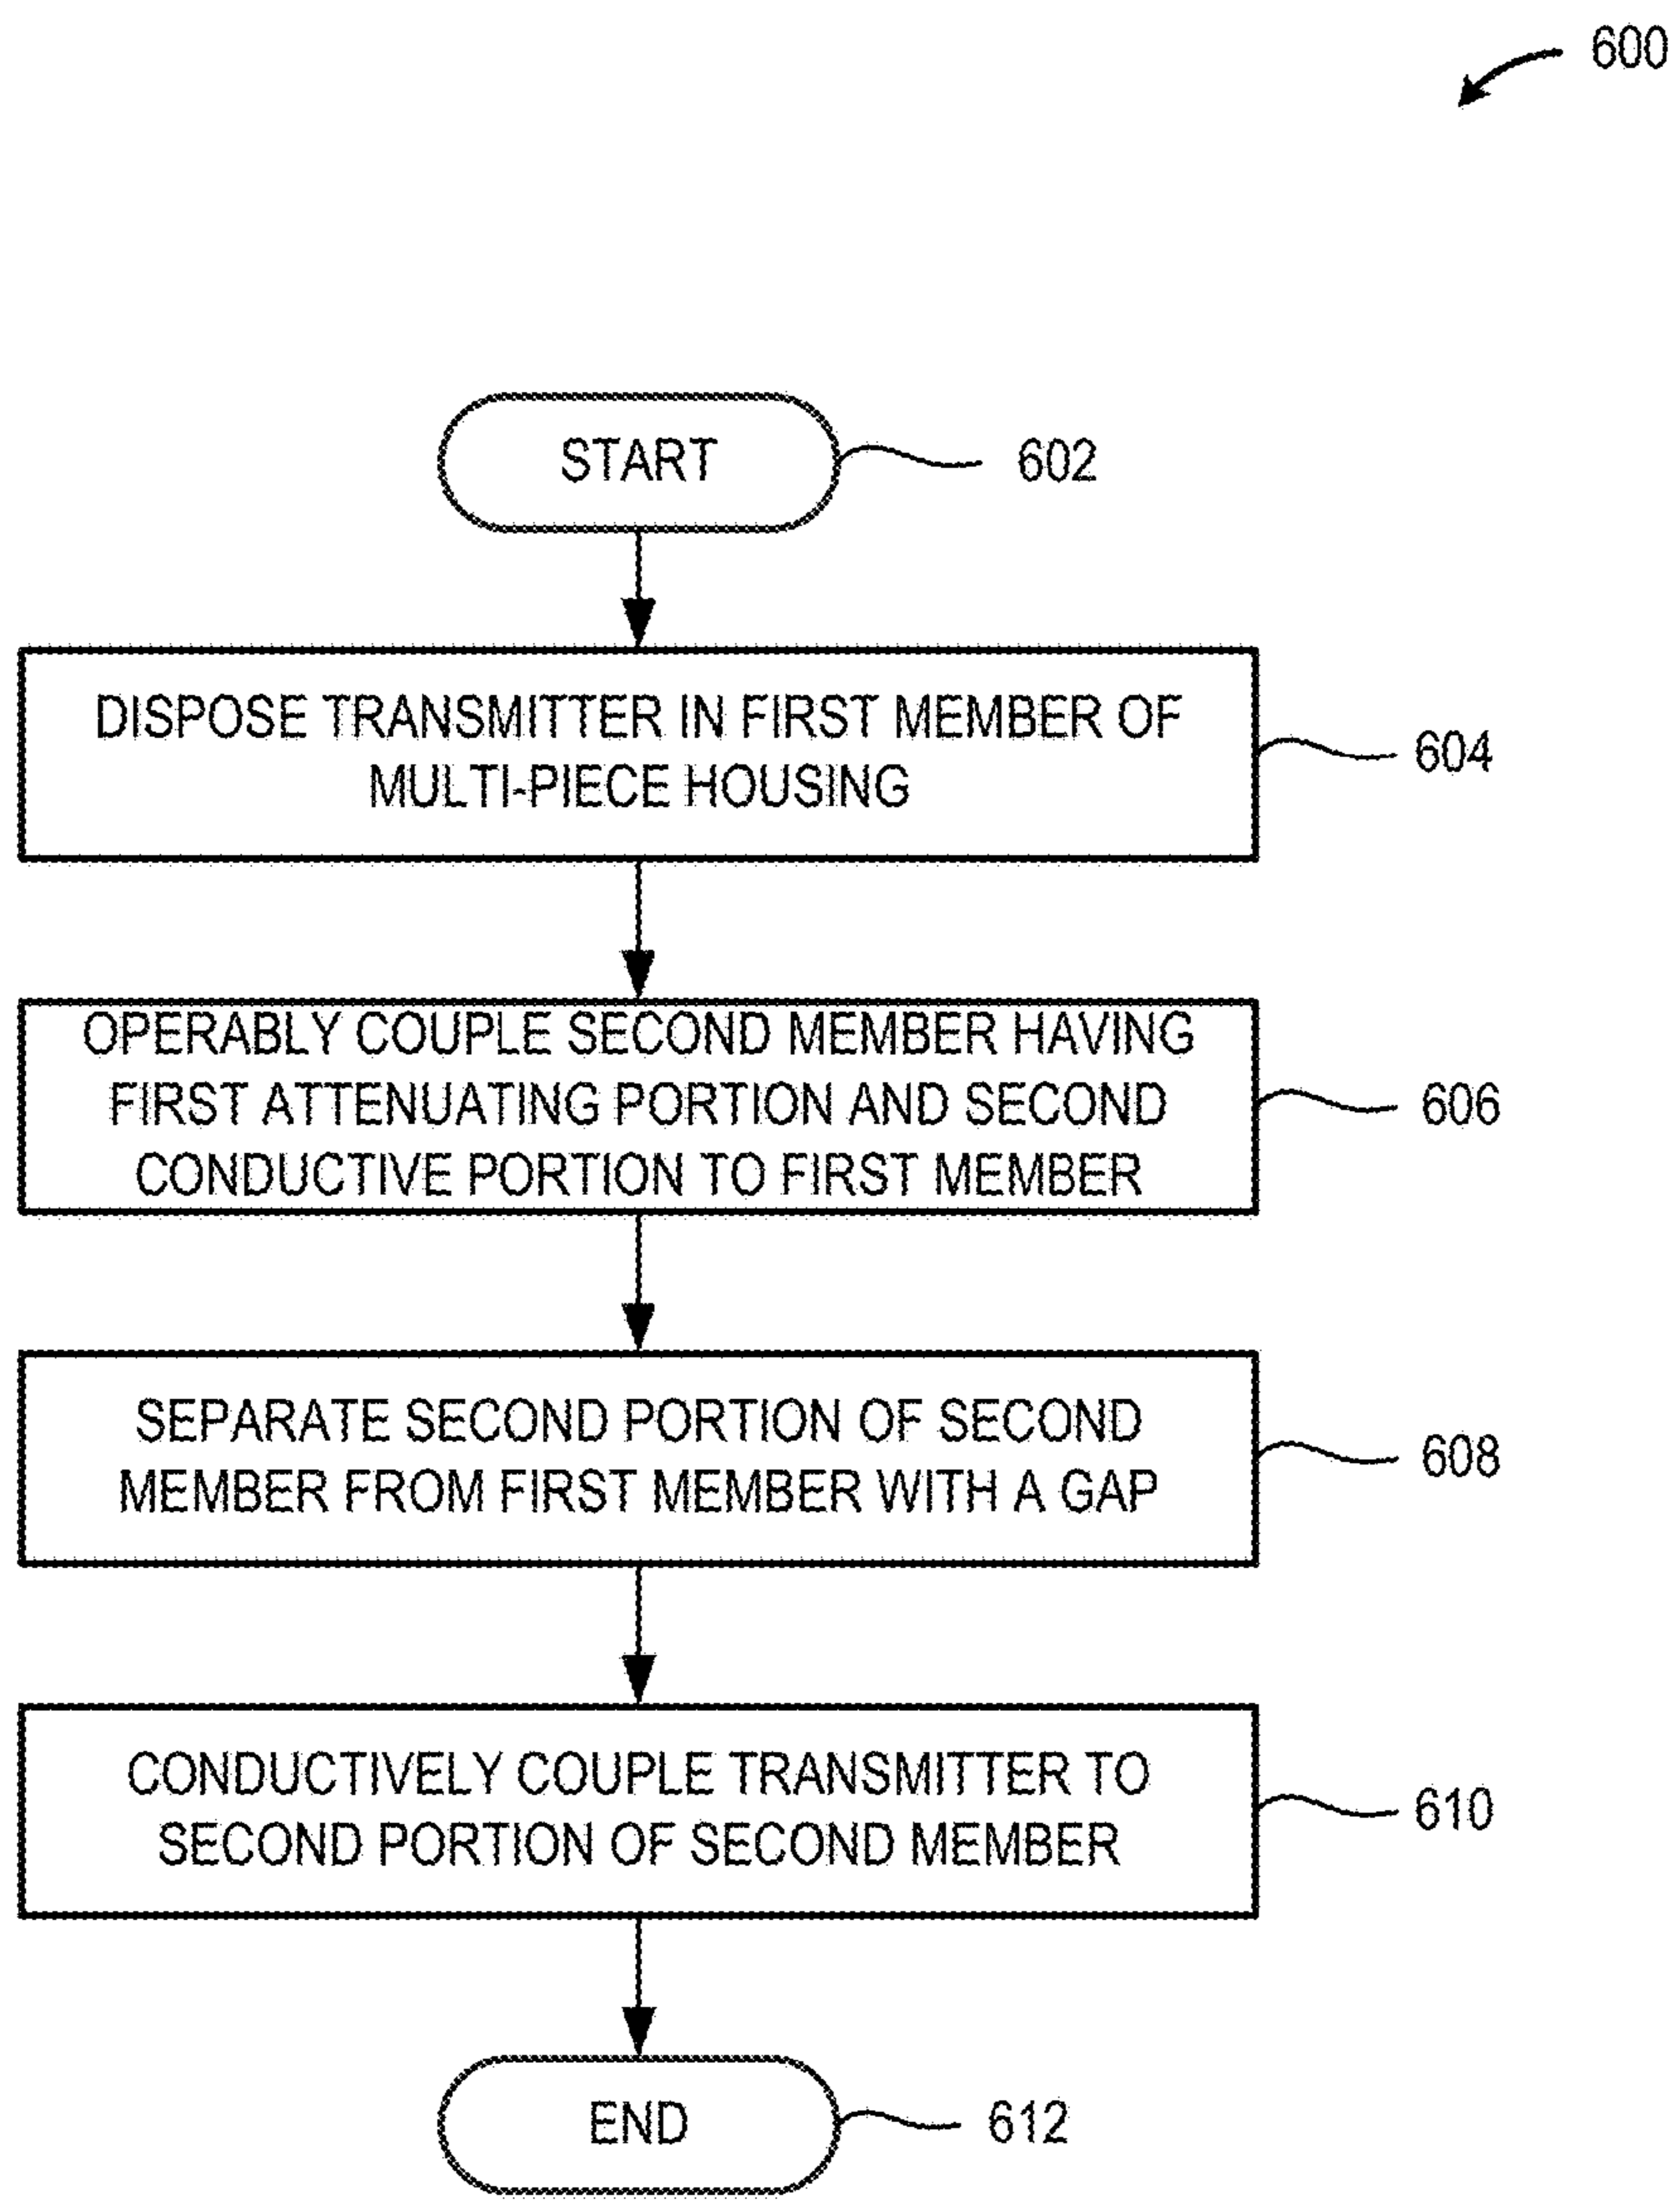 600
START
602
DISPOSE TRANSMITTER IN FIRST MEMBER OF
MULTI-PIECE HOUSING
604
OPERABLY COUPLE SECOND MEMBER HAVING
FIRST ATTENUATING PORTION AND SECOND
CONDUCTIVE PORTION TO FIRST MEMBER
606
SEPARATE SECOND PORTION OF SECOND
MEMBER FROM FIRST MEMBER WITH A GAP
608
CONDUCTIVELY COUPLE TRANSMITTER TO
SECOND PORTION OF SECOND MEMBER
610
END
612